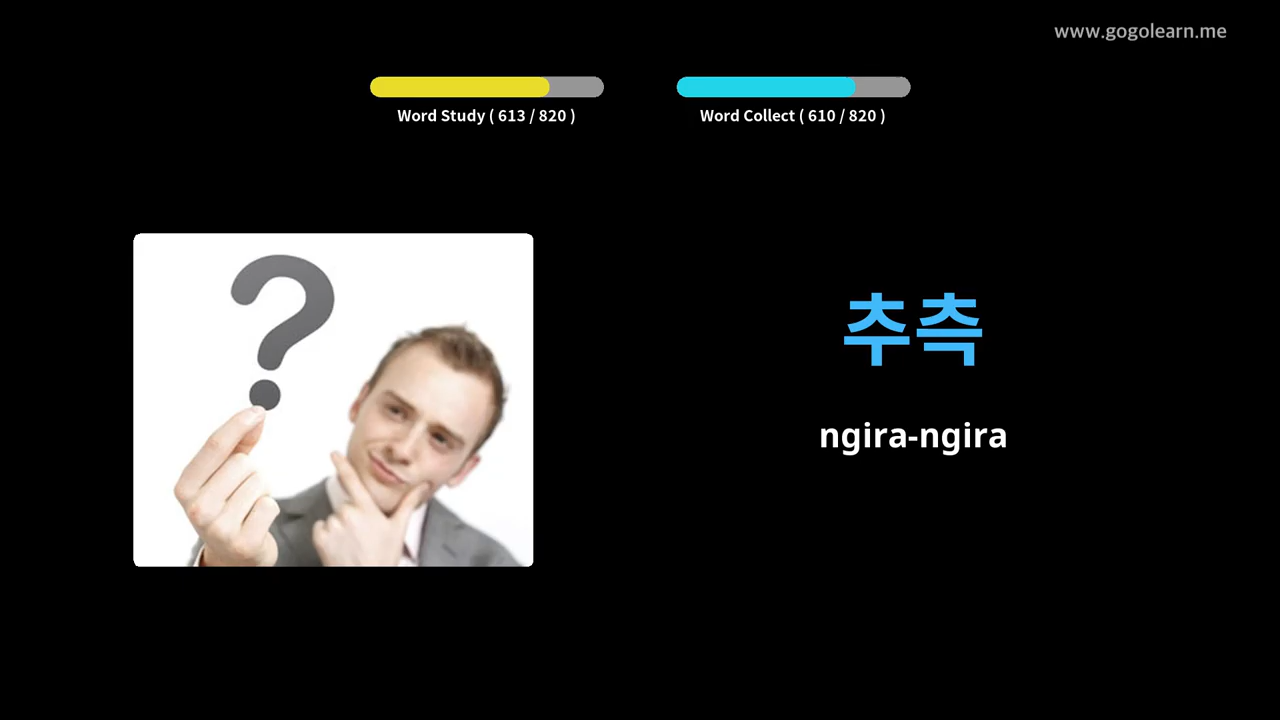 www.gogolearn.me
Word Study ( 613 / 820 )
Word Collect ( 610 / 820 )
?
추측
ngira-ngira